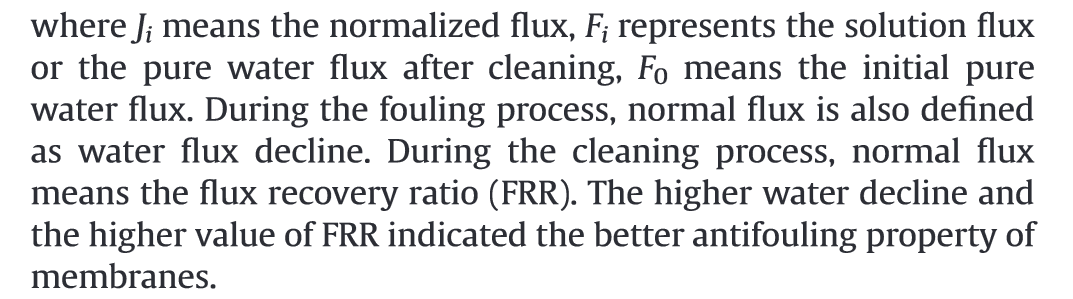 where Ji means the normalized flux, Fi represents the solution flux
or the pure water flux after cleaning, F0 means the initial pure
water flux. During the fouling process, normal flux is also defined
as water flux decline. During the cleaning process, normal flux
means the flux recovery ratio (FRR). The higher water decline and
the higher value of FRR indicated the better antifouling property of
membranes.